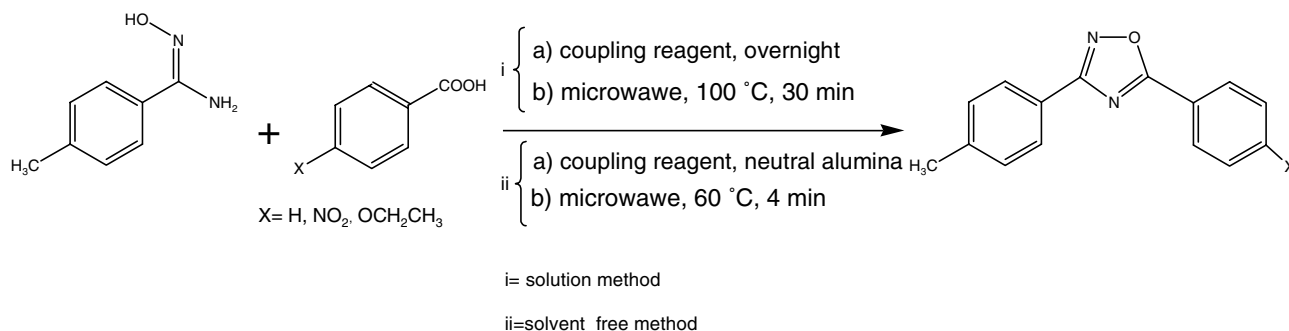 HO
N
NH2
H3C
+
COOH
X
X= H, NO2, OCH2CH3
i
a) coupling reagent, overnight
b) microwawe, 100 °C, 30 min
ii
a) coupling reagent, neutral alumina
b) microwawe, 60 °C, 4 min
i= solution method
ii=solvent free method
N
O
N
H3C
X